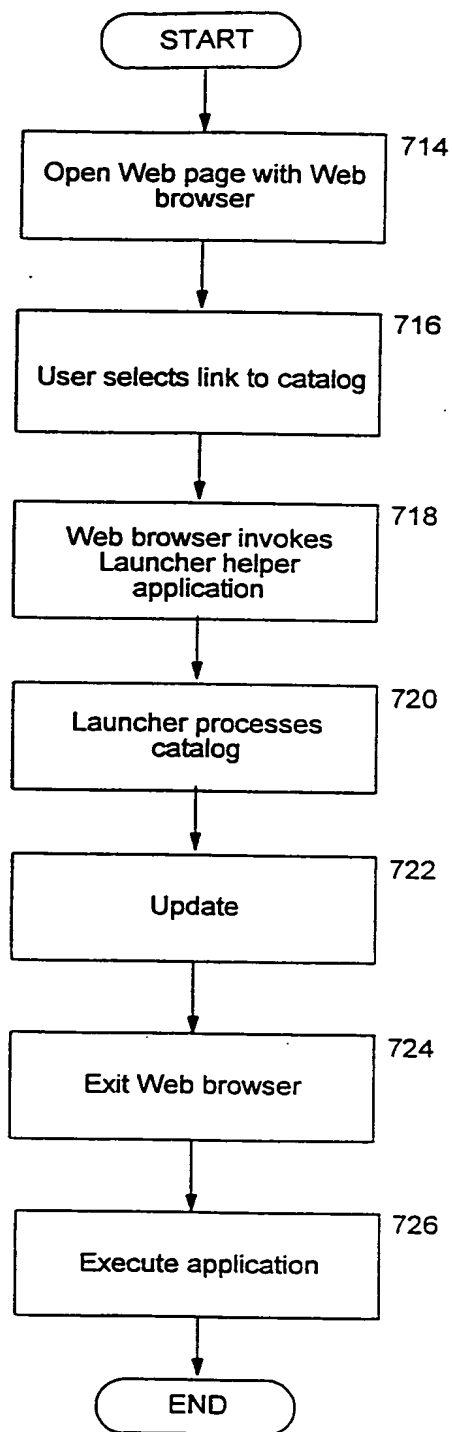 START
714
Open Web page with Web
browser
716
User selects link to catalog
718
Web browser invokes
Launcher helper
application
720
Launcher processes
catalog
722
Update
724
Exit Web browser
726
Execute application
END